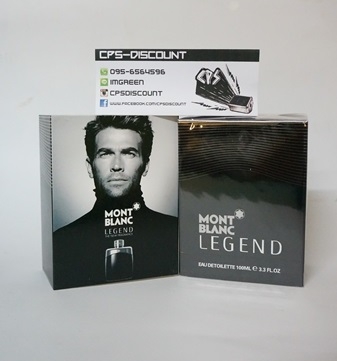 CPS-DISCOUNT
095-6564596
IMGREEN
CPSDISCOUNT
WWW.FACEBOOK.COM/CPSDISCOUNT
CPS
MONT
BLANC
LEGEND
MONT
BLANC
LEGEND
EAU DE TOILETTE 100ML ℮ 3.3 FL.OZ